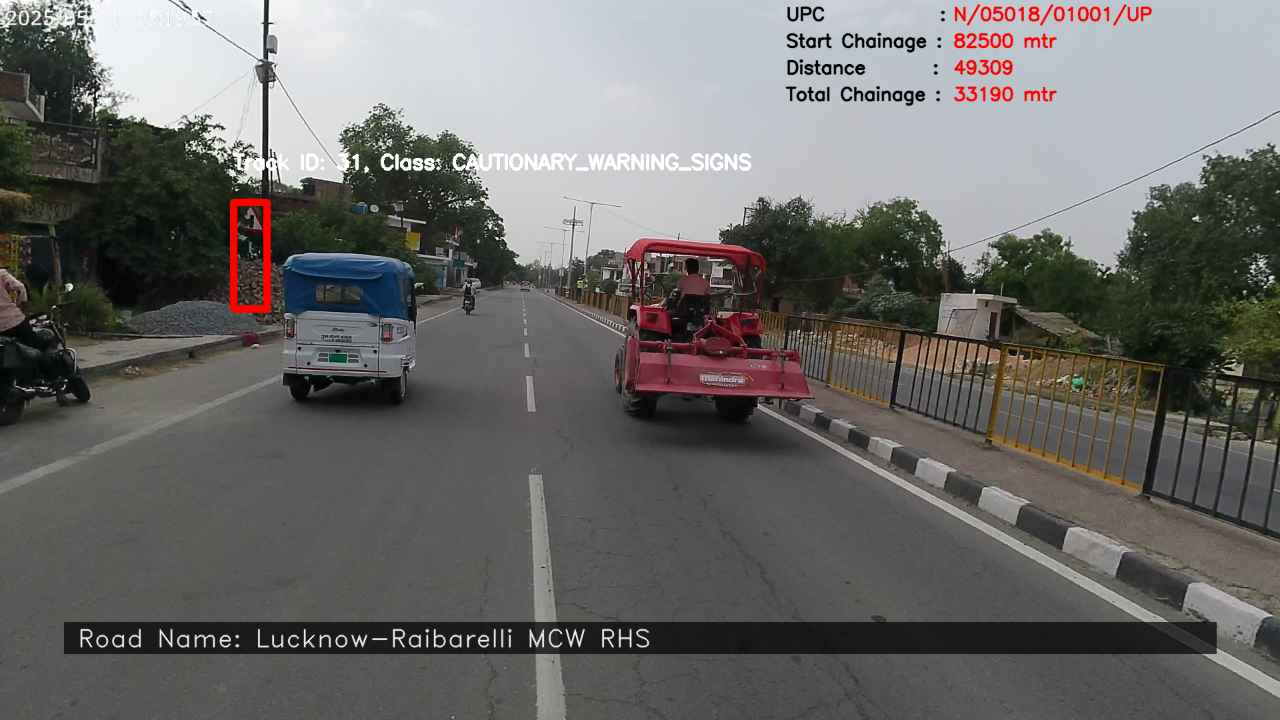 UPC : N/05018/01001/UP
Start Chainage : 82500 mtr
Distance : 49309
Total Chainage : 33190 mtr
Track ID: 31, Class: CAUTIONARY_WARNING_SIGNS
mahindra
Road Name: Lucknow-Raibarelli MCW RHS